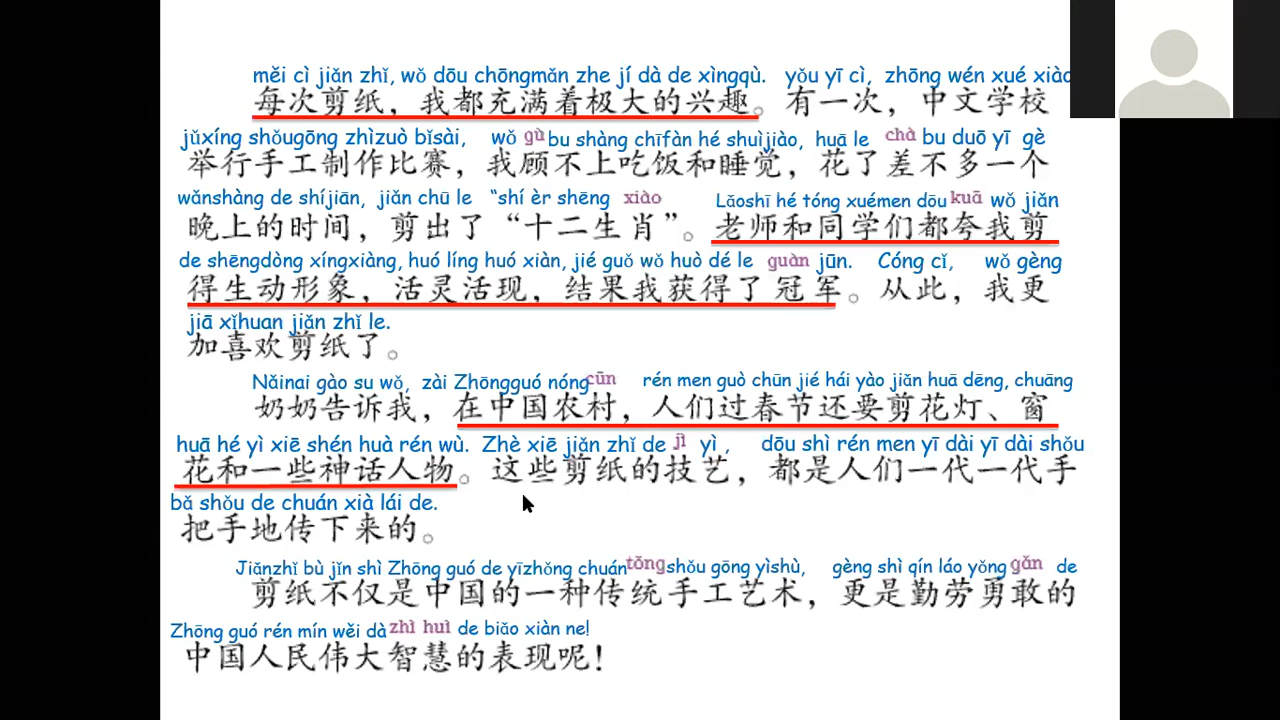 měi cì jiǎn zhǐ, wǒ dōu chōngmǎn zhe jí dà de xìngqù. yǒu yī cì, zhōng wén xué xiào
每次剪纸，我都充满着极大的兴趣。有一次，中文学校
jǔxíng shǒugōng zhìzuò bǐsài, wǒ gù bu shàng chīfàn hé shuìjiào, huā le chà bu duō yī gè
举行手工制作比赛，我顾不上吃饭和睡觉，花了差不多一个
wǎnshàng de shíjiān, jiǎn chū le “shí èr shēng xiào Lǎoshī hé tóng xuémen dōu kuā wǒ jiǎn
晚上的时间，剪出了“十二生肖”。老师和同学们都夸我剪
de shēngdòng xíngxiàng, huó líng huó xiàn, jié guǒ wǒ huò dé le guàn jūn. Cóng cǐ, wǒ gèng
得生动形象，活灵活现，结果我获得了冠军。从此，我更
jiā xǐhuan jiǎn zhǐ le.
加喜欢剪纸了。
Nǎinai gào su wǒ, zài Zhōngguó nóng cūn rén men guò chūn jié hái yào jiǎn huā dēng, chuāng
奶奶告诉我，在中国农村，人们过春节还要剪花灯、窗
huā hé yì xiē shén huà rén wù. Zhè xiē jiǎn zhǐ de jì yì, dōu shì rén men yī dài yī dài shǒu
花和一些神话人物。这些剪纸的技艺，都是人们一代一代手
bǎ shǒu de chuán xià lái de.
把手地传下来的。
Jiǎnzhǐ bù jǐn shì Zhōng guó de yīzhǒng chuán tǒng shǒu gōng yìshù, gèng shì qín láo yǒng gǎn de
剪纸不仅是中国的一种传统手工艺术，更是勤劳勇敢的
Zhōng guó rén mín wěi dà zhì huì de biǎo xiàn ne!
中国人民伟大智慧的表现呢！